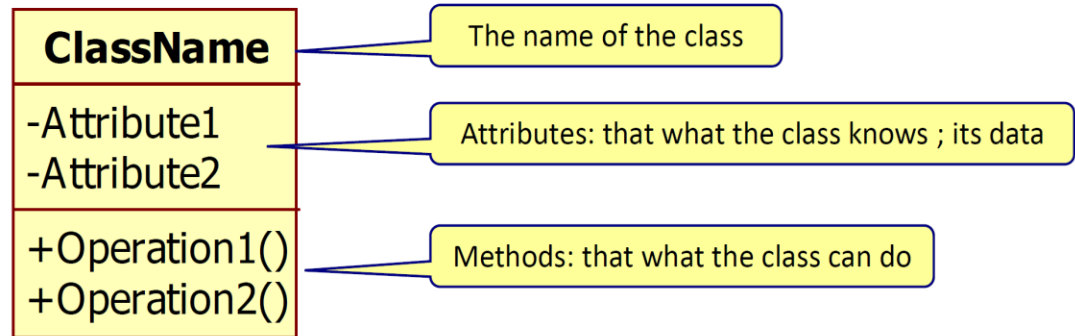 ClassName
The name of the class
-Attribute1
-Attribute2
Attributes: that what the class knows ; its data
+Operation1()
+Operation2()
Methods: that what the class can do